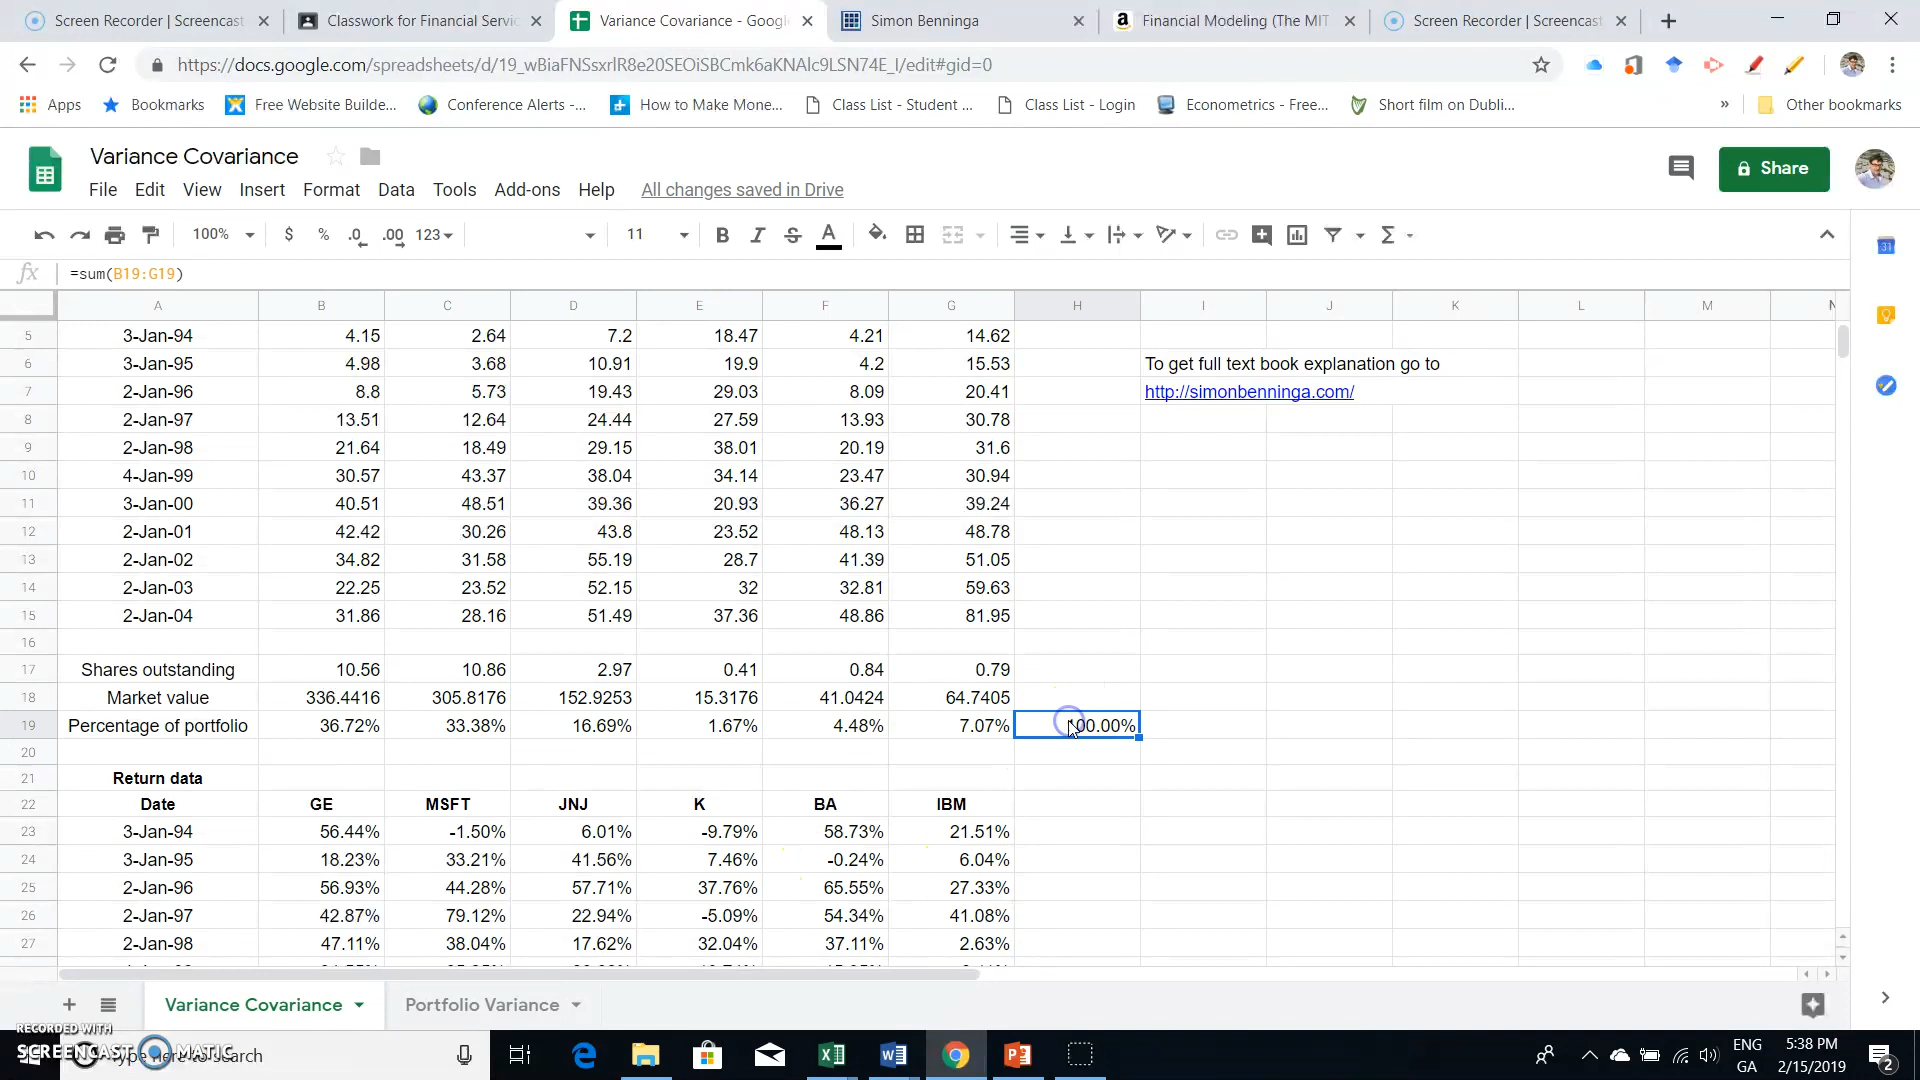 Screen Recorder | Screencast
Classwork for Financial Servic
Variance Covariance - Google
Simon Benninga
Financial Modeling (The MIT
Screen Recorder | Screencast
https://docs.google.com/spreadsheets/d/19_wBiaFNSsxrlR8e20SEOiSBCmk6aKNAlc9LSN74E_I/edit#gid=0
Apps Bookmarks Free Website Builde... Conference Alerts -... How to Make Mone... Class List - Student ... Class List - Login Econometrics - Free... Short film on Dubli... » Other bookmarks
Variance Covariance
Share
File Edit View Insert Format Data Tools Add-ons Help All changes saved in Drive
100% $ % .0 .00 123 11 B I S A Σ
fx =sum(B19:G19)
A B C D E F G H I J K L M N
5 3-Jan-94 4.15 2.64 7.2 18.47 4.21 14.62
6 3-Jan-95 4.98 3.68 10.91 19.9 4.2 15.53 To get full text book explanation go to
7 2-Jan-96 8.8 5.73 19.43 29.03 8.09 20.41 http://simonbenninga.com/
8 2-Jan-97 13.51 12.64 24.44 27.59 13.93 30.78
9 2-Jan-98 21.64 18.49 29.15 38.01 20.19 31.6
10 4-Jan-99 30.57 43.37 38.04 34.14 23.47 30.94
11 3-Jan-00 40.51 48.51 39.36 20.93 36.27 39.24
12 2-Jan-01 42.42 30.26 43.8 23.52 48.13 48.78
13 2-Jan-02 34.82 31.58 55.19 28.7 41.39 51.05
14 2-Jan-03 22.25 23.52 52.15 32 32.81 59.63
15 2-Jan-04 31.86 28.16 51.49 37.36 48.86 81.95
16
17 Shares outstanding 10.56 10.86 2.97 0.41 0.84 0.79
18 Market value 336.4416 305.8176 152.9253 15.3176 41.0424 64.7405
19 Percentage of portfolio 36.72% 33.38% 16.69% 1.67% 4.48% 7.07% 100.00%
20
21 Return data
22 Date GE MSFT JNJ K BA IBM
23 3-Jan-94 56.44% -1.50% 6.01% -9.79% 58.73% 21.51%
24 3-Jan-95 18.23% 33.21% 41.56% 7.46% -0.24% 6.04%
25 2-Jan-96 56.93% 44.28% 57.71% 37.76% 65.55% 27.33%
26 2-Jan-97 42.87% 79.12% 22.94% -5.09% 54.34% 41.08%
27 2-Jan-98 47.11% 38.04% 17.62% 32.04% 37.11% 2.63%
Variance Covariance Portfolio Variance
RECORDED WITH
SCREENCAST MATIC
Type here to search
ENG 5:38 PM
GA 2/15/2019
2